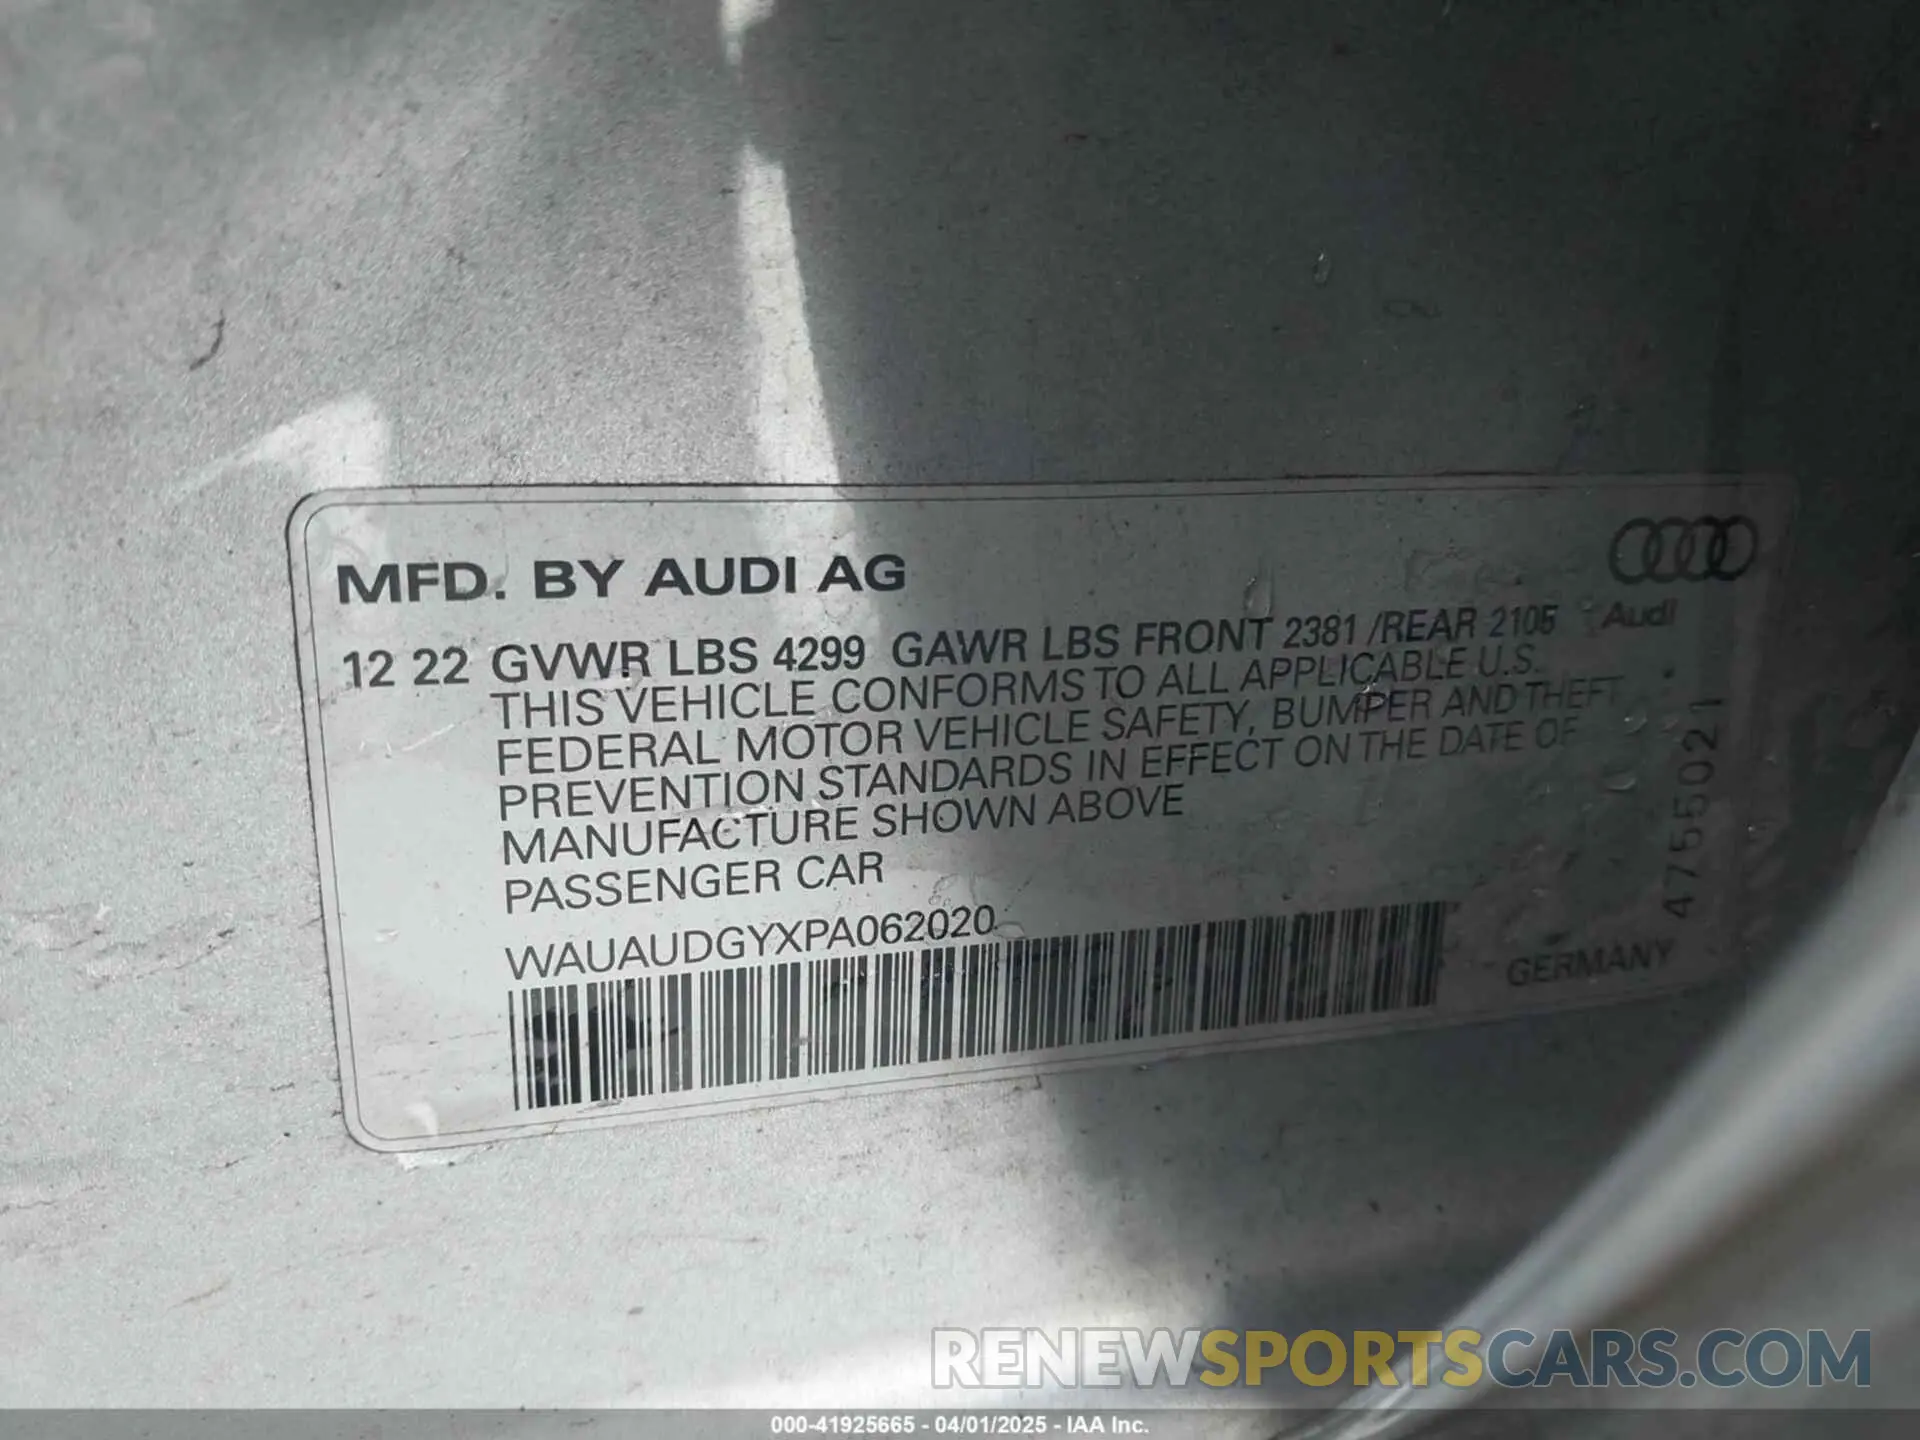 MFD. BY AUDI AG
Audi
12 22 GVWR LBS 4299 GAWR LBS FRONT 2381 /REAR 2105
THIS VEHICLE CONFORMS TO ALL APPLICABLE U.S.
FEDERAL MOTOR VEHICLE SAFETY, BUMPER AND THEFT
PREVENTION STANDARDS IN EFFECT ON THE DATE OF
MANUFACTURE SHOWN ABOVE
PASSENGER CAR
WAUAUDGYXPA062020
4755021
GERMANY
RENEWSPORTSCARS.COM
000-41925665 - 04/01/2025 - IAA Inc.